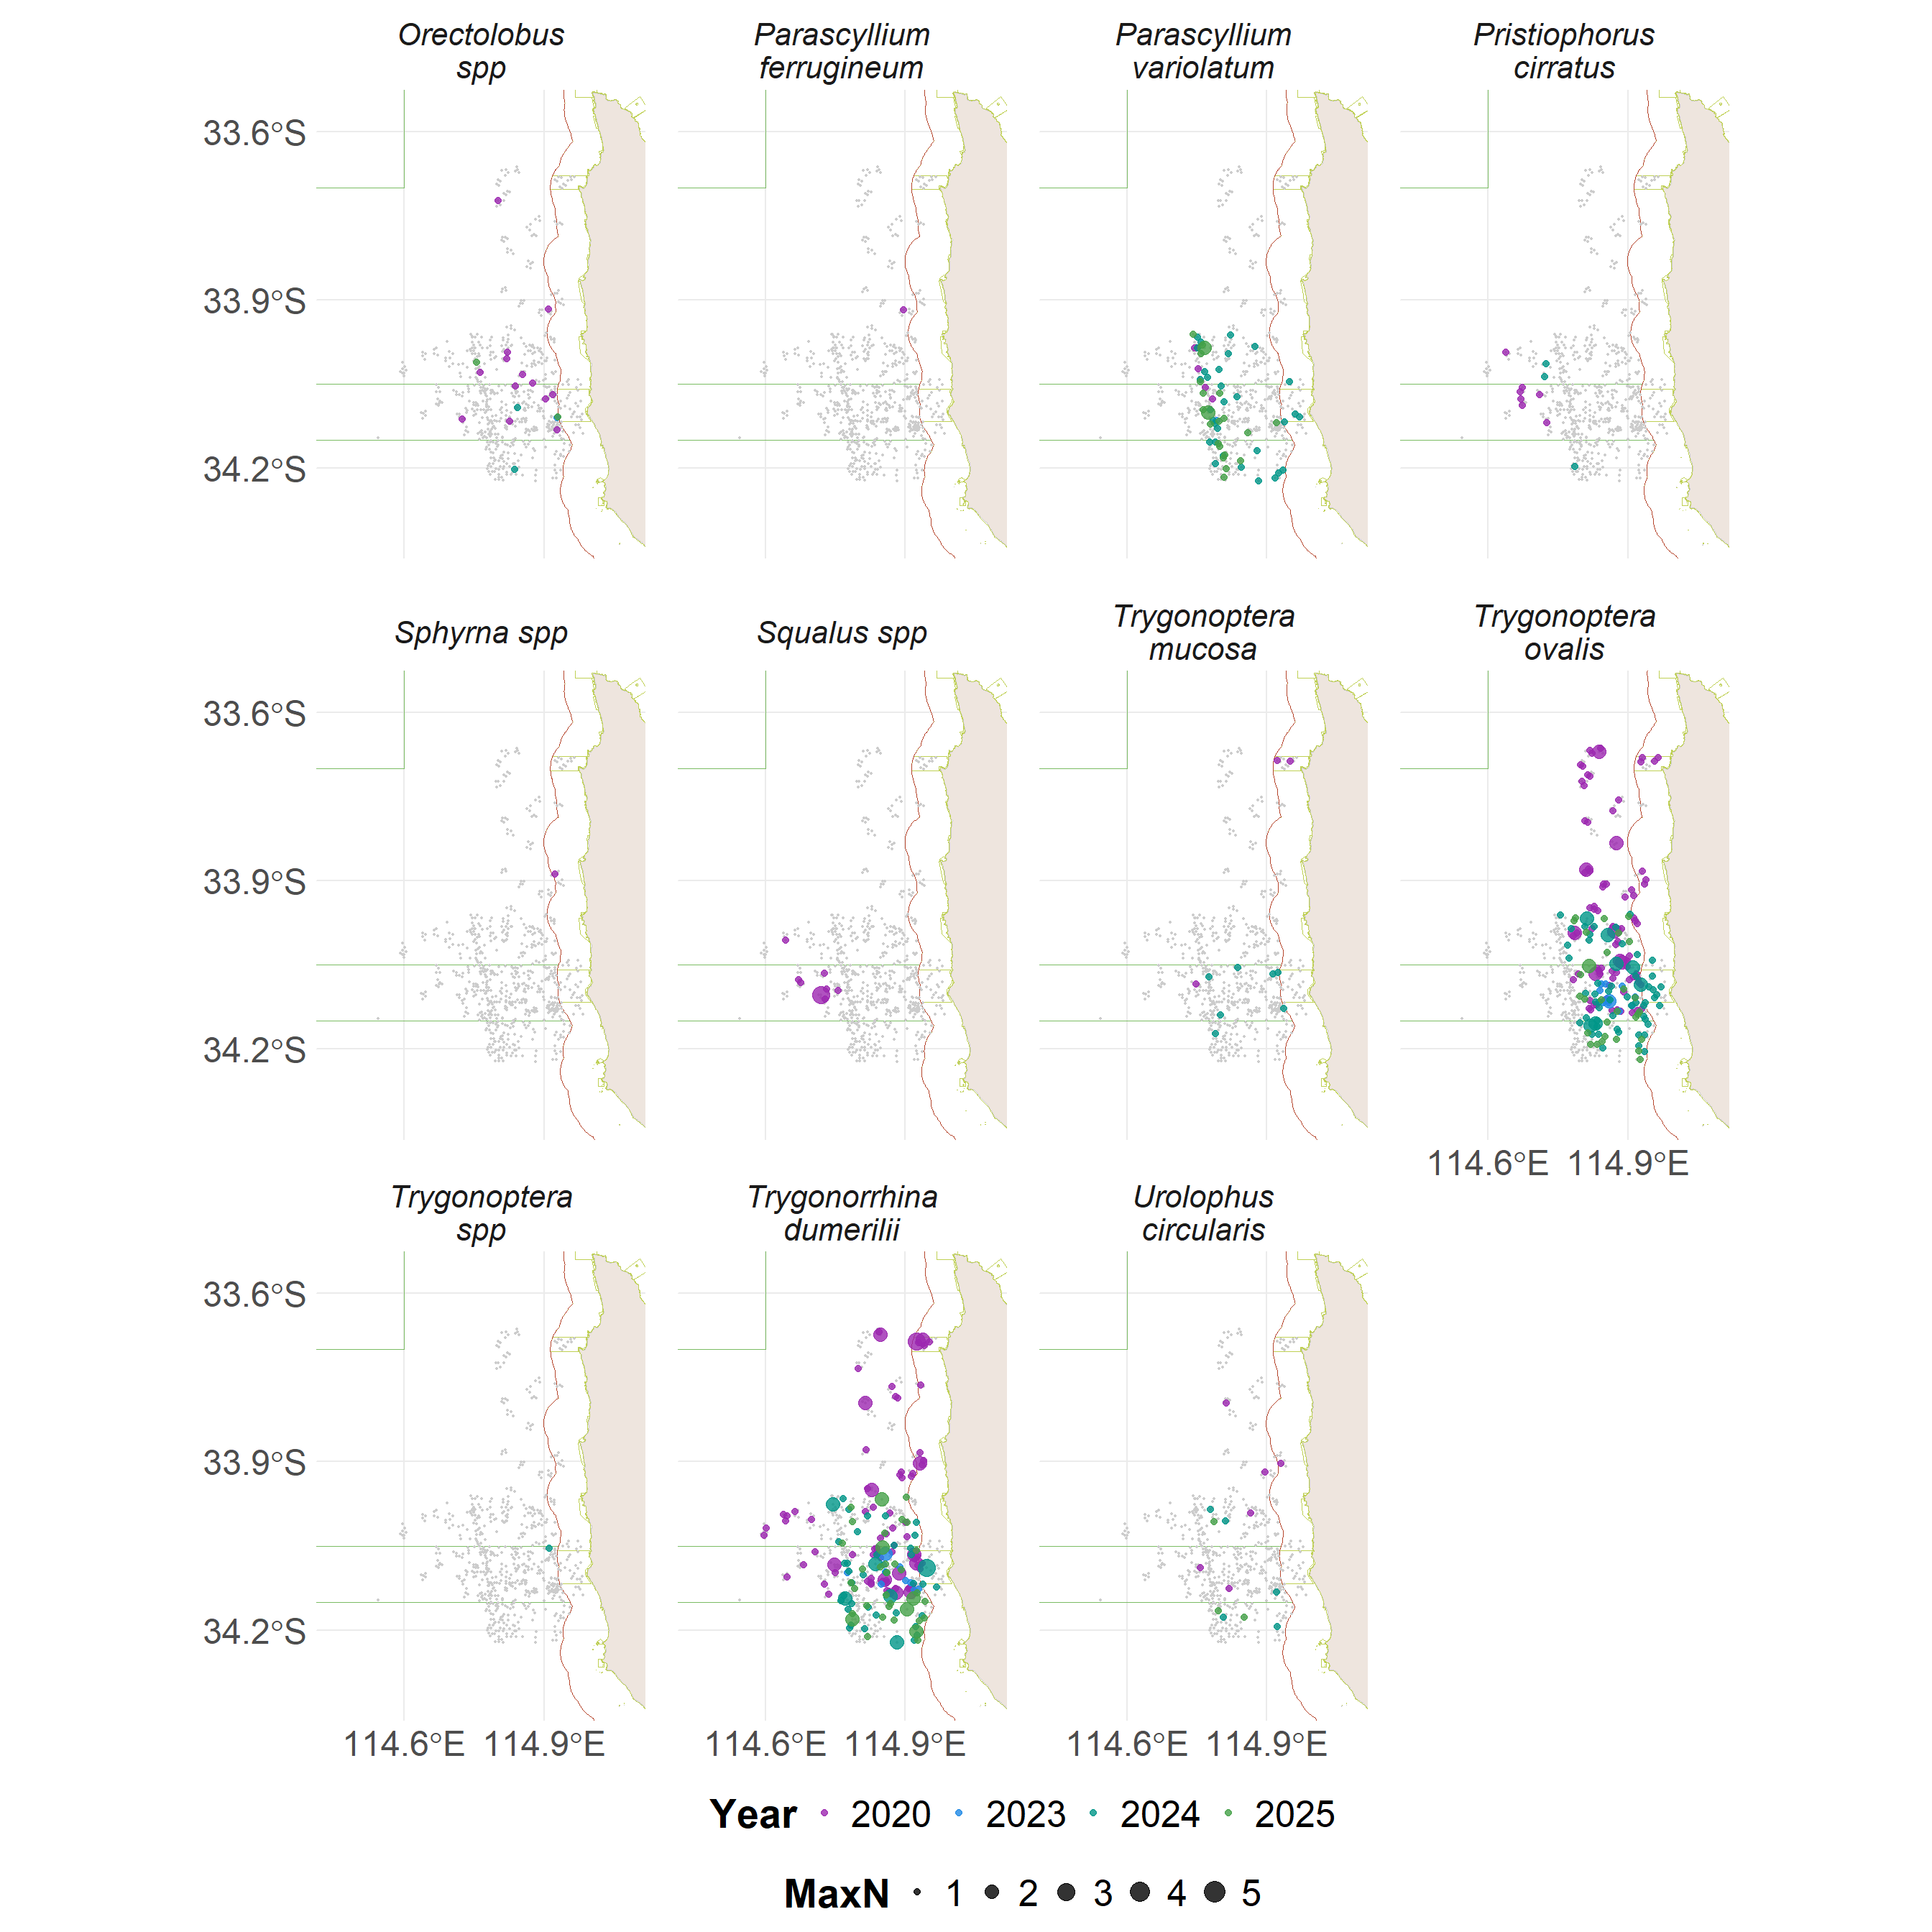 Orectolobus
spp
Parascyllium
ferrugineum
Parascyllium
variolatum
Pristiophorus
cirratus
33.6°S
33.9°S
34.2°S
Sphyrna spp
Squalus spp
Trygonoptera
mucosa
Trygonoptera
ovalis
33.6°S
33.9°S
34.2°S
114.6°E 114.9°E
Trygonoptera
spp
Trygonorrhina
dumerilii
Urolophus
circularis
33.6°S
33.9°S
34.2°S
114.6°E 114.9°E 114.6°E 114.9°E 114.6°E 114.9°E
Year 2020 2023 2024 2025
MaxN 1 2 3 4 5